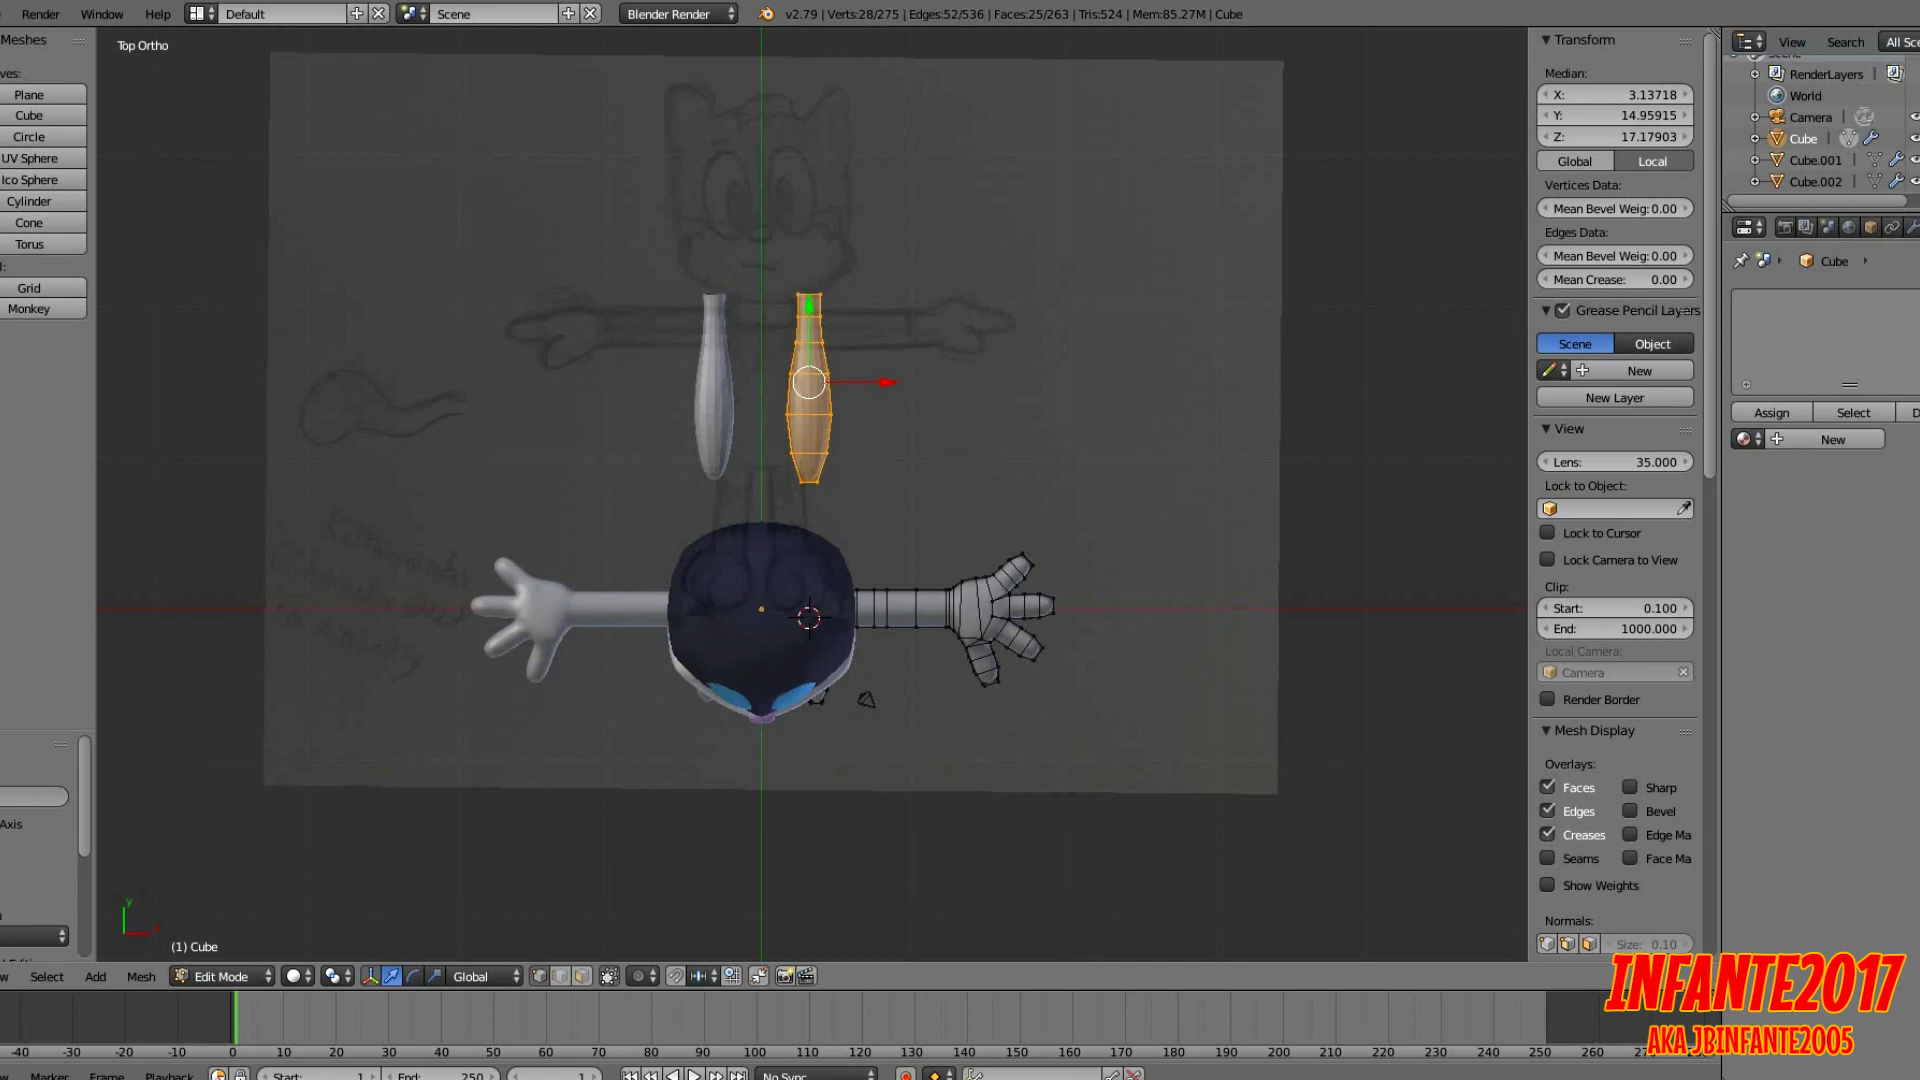 Render Window Help Default Scene Blender Render v2.79 | Verts:28/275 | Edges:52/536 | Faces:25/263 | Tris:524 | Mem:85.27M | Cube
Meshes
Top Ortho
ves:
Plane
Cube
Circle
UV Sphere
Ico Sphere
Cylinder
Cone
Torus
d:
Grid
Monkey
Axis
(1) Cube
y
Transform
Median:
X: 3.13718
Y: 14.95915
Z: 17.17903
Global Local
Vertices Data:
Mean Bevel Weig: 0.00
Edges Data:
Mean Bevel Weig: 0.00
Mean Crease: 0.00
Grease Pencil Layers
Scene Object
New
New Layer
View
Lens: 35.000
Lock to Object:
Lock to Cursor
Lock Camera to View
Clip:
Start: 0.100
End: 1000.000
Local Camera:
Camera
Render Border
Mesh Display
Overlays:
Faces Sharp
Edges Bevel
Creases Edge Ma
Seams Face Ma
Show Weights
Normals:
Size: 0.10
View Search All Sce
Scene
RenderLayers
World
Camera
Cube
Cube.001
Cube.002
Cube
Assign Select D
New
w Select Add Mesh Edit Mode Global
INFANTE2017
AKA JBINFANTE2005
-40 -30 -20 -10 0 10 20 30 40 50 60 70 80 90 100 110 120 130 140 150 160 170 180 190 200 210 220 230 240 250 260
w Marker Frame Playback Start: 1 End: 250 1 No Sync